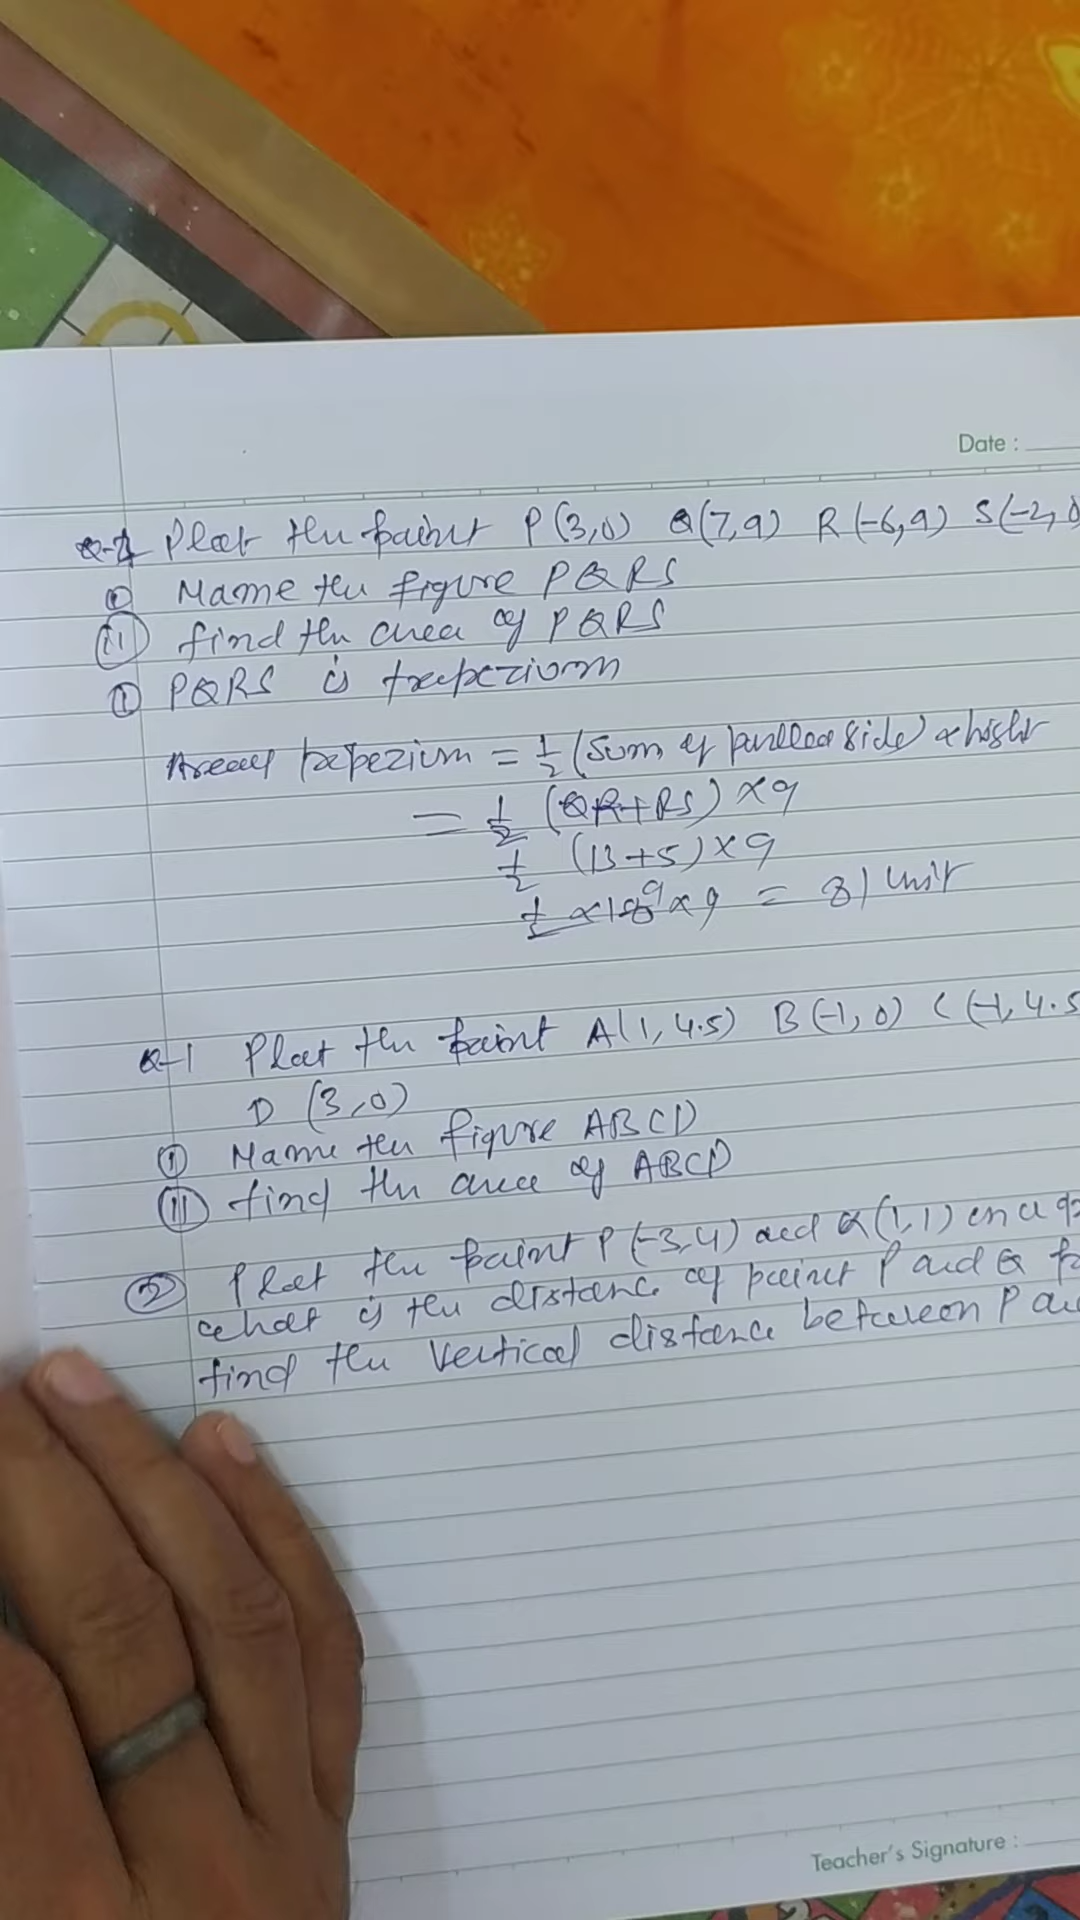 Date :
Q-1 Plot the point P(3,0) Q(7,9) R(-6,9) S(-2,0
(i) Name the figure PQRS
(ii) find the area of PQRS
(i) PQRS is trapezium
Area of trapezium = 1/2 (Sum of parallel side) × hight
= 1/2 (QR+RS) × 9
1/2 (13+5) × 9
1/2 × 18 9 × 9 = 81 unit
Q-1 Plot the point A(1, 4.5) B(-1, 0) C(-1, 4.5
D (3,0)
(i) Name the figure ABCD
(ii) find the area of ABCD
(2) Plot the point P(-3,4) and Q(1,1) on a
what is the distance of point P and Q
find the vertical distance between P
Teacher's Signature :